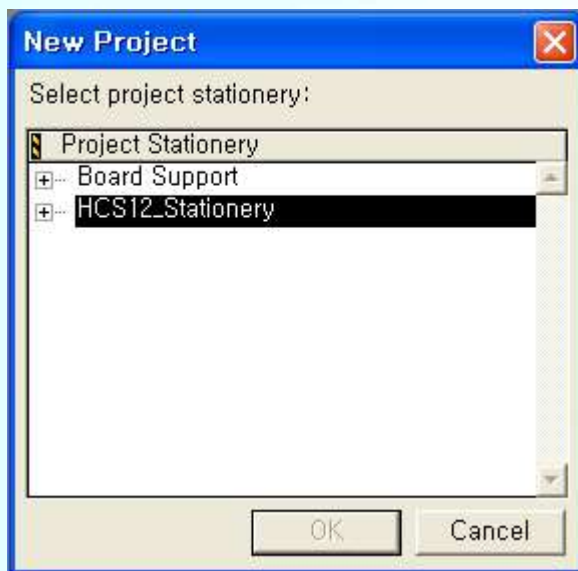 New Project
Select project stationery:
Project Stationery
Board Support
HCS12_Stationery
OK
Cancel